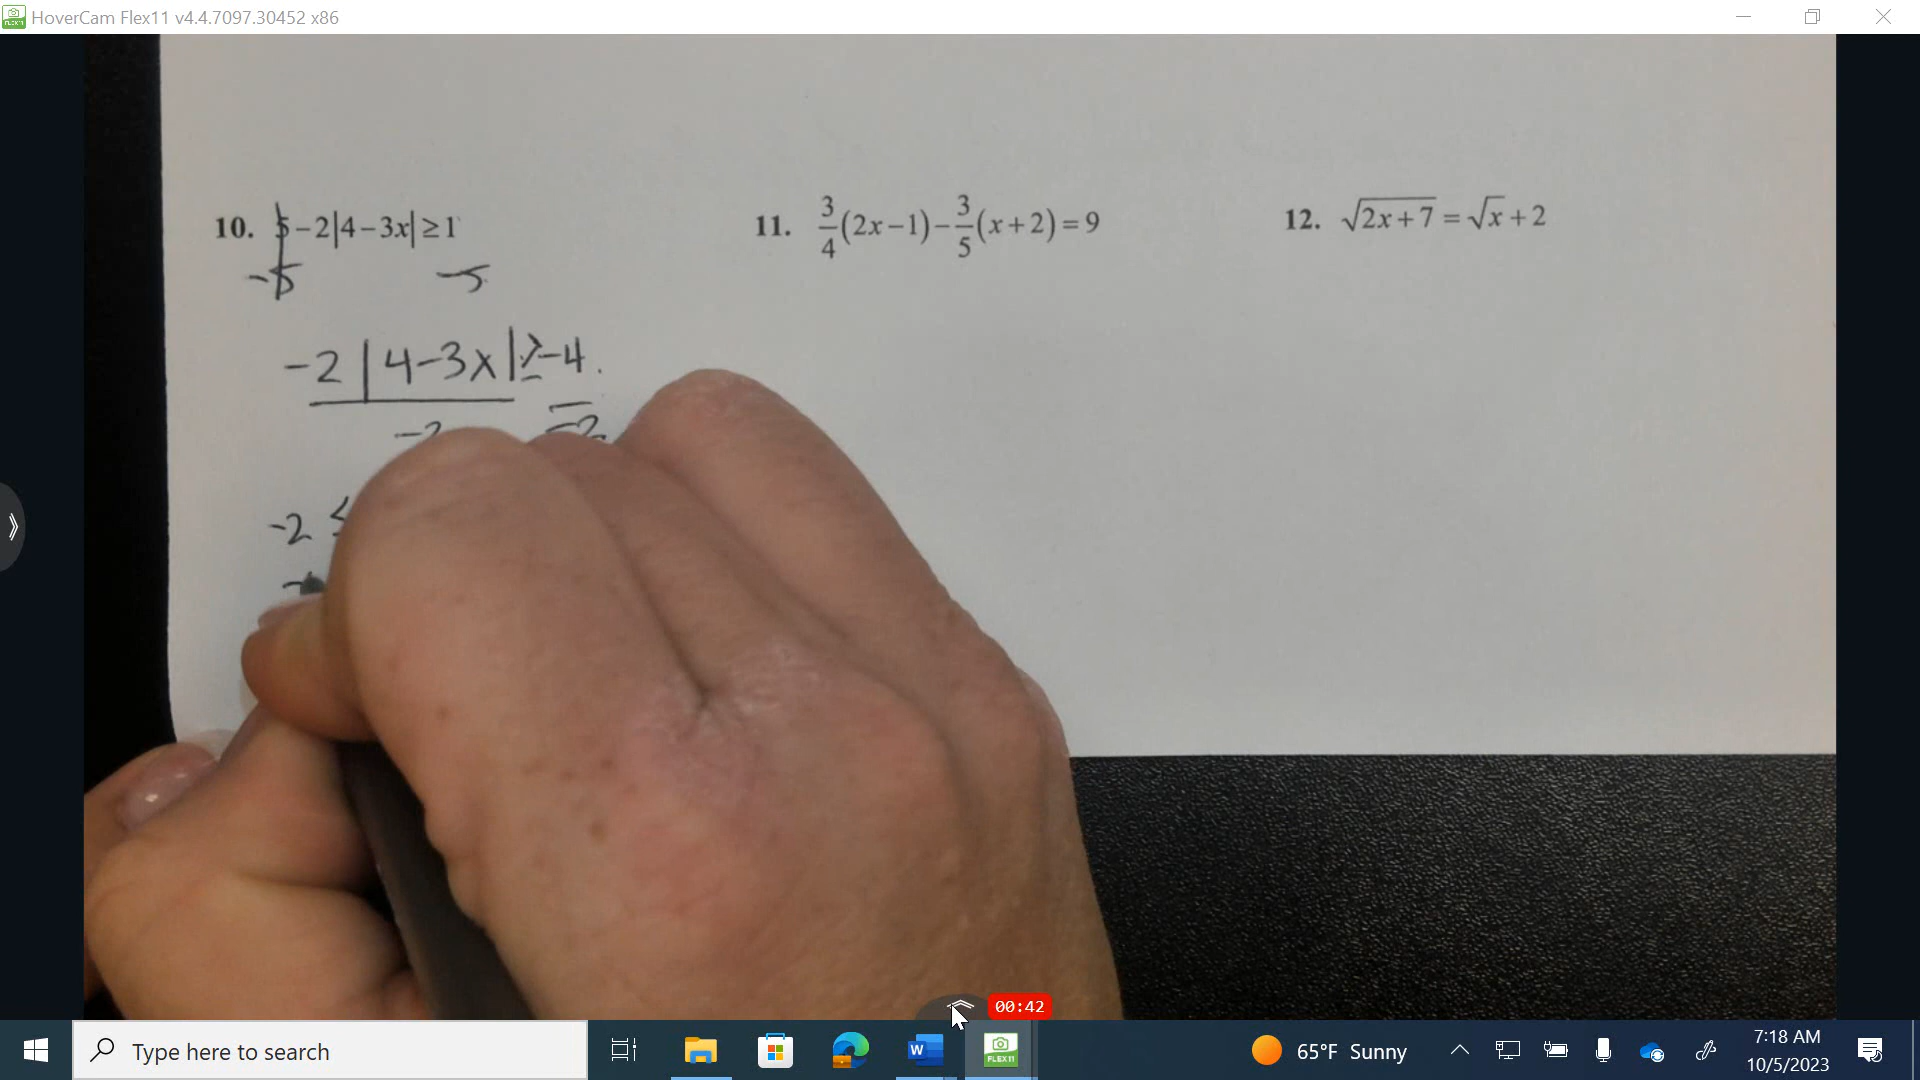 HoverCam Flex11 v4.4.7097.30452 x86
10. 5-2|4-3x|≥1
-5 -5
-2|4-3x|≥-4
-2 -2
-2 ≤
11. 3/4(2x-1)-3/5(x+2)=9
12. √(2x+7)=√x+2
00:42
Type here to search
FLEX11
65°F Sunny
7:18 AM
10/5/2023